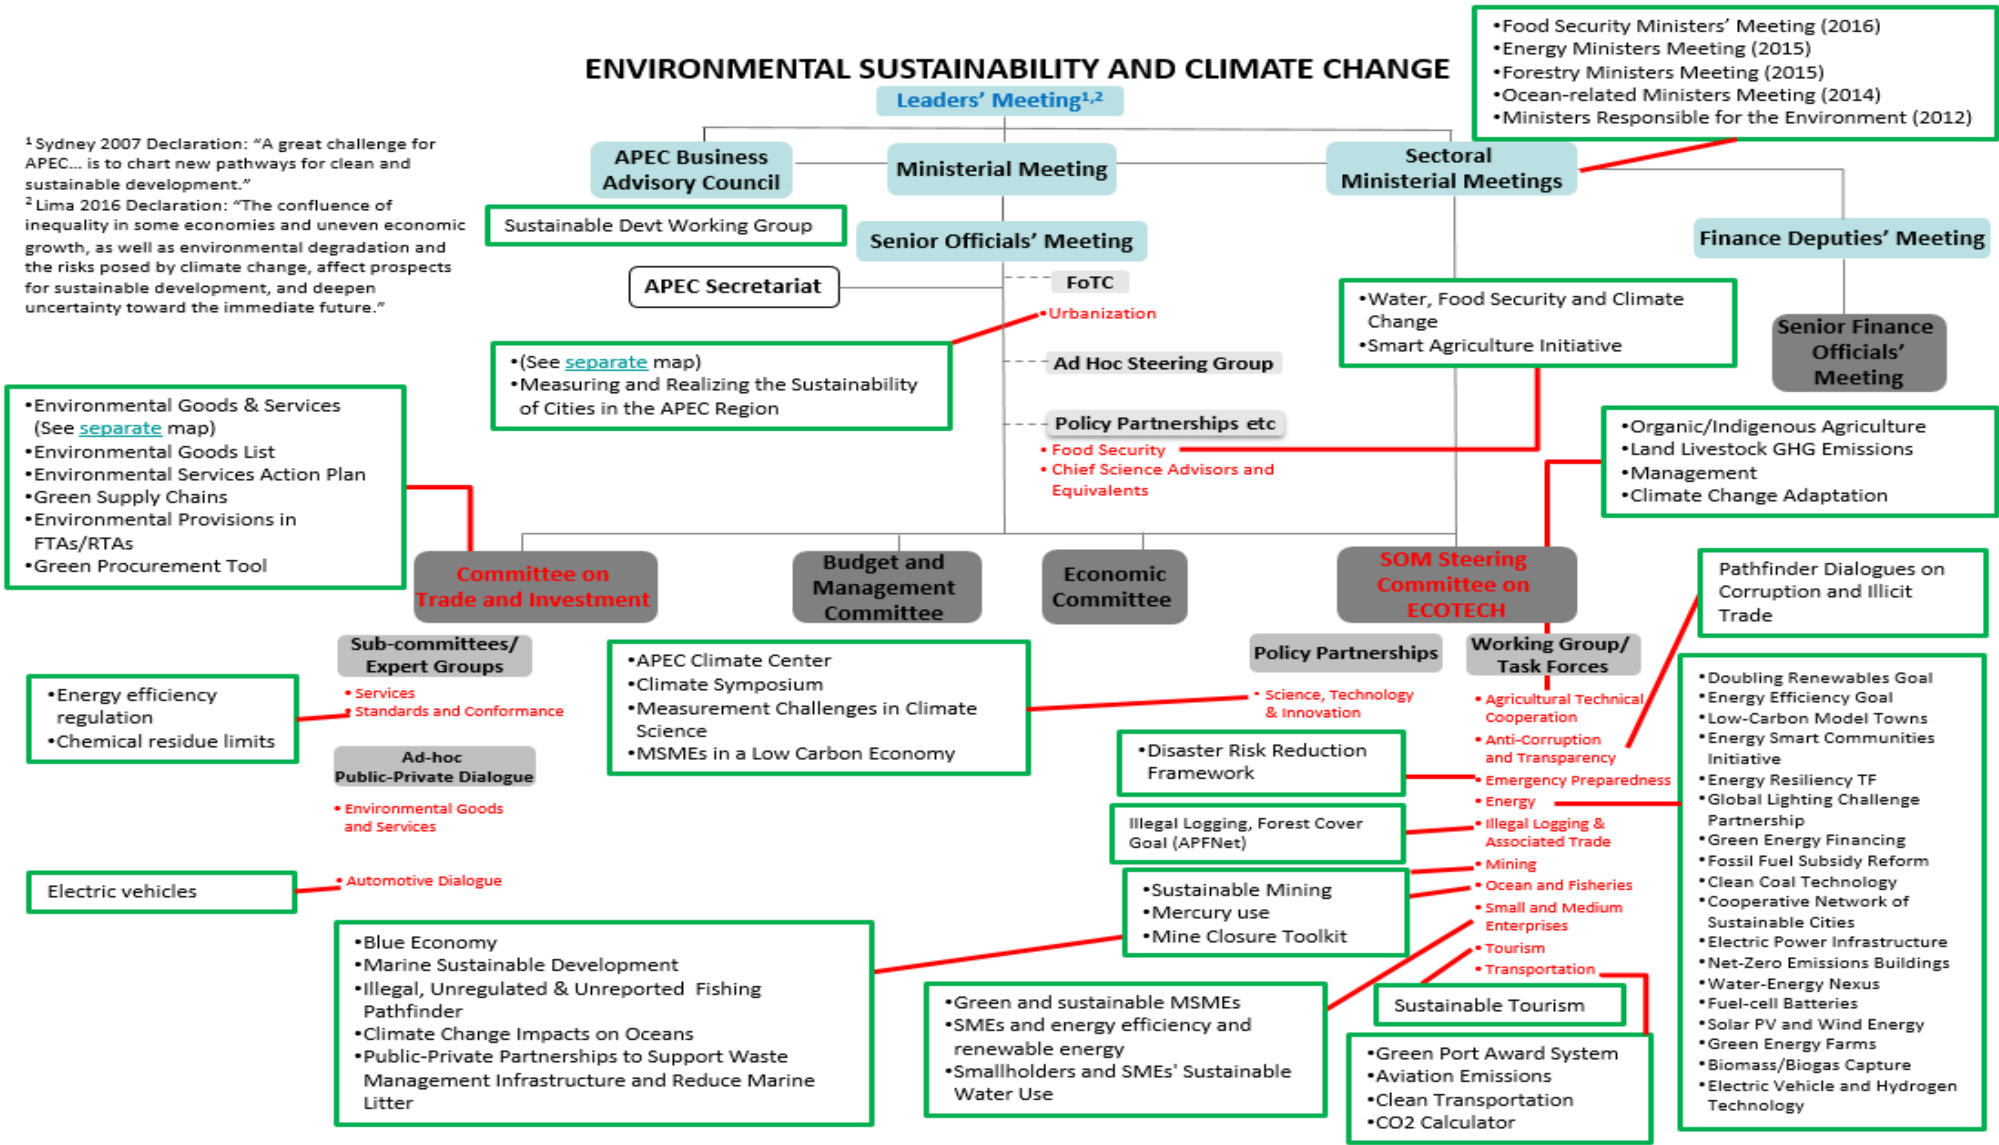 ENVIRONMENTAL SUSTAINABILITY AND CLIMATE CHANGE
Leaders’ Meeting1,2
•Food Security Ministers’ Meeting (2016)
•Energy Ministers Meeting (2015)
•Forestry Ministers Meeting (2015)
•Ocean-related Ministers Meeting (2014)
•Ministers Responsible for the Environment (2012)
1 Sydney 2007 Declaration: “A great challenge for
APEC... is to chart new pathways for clean and
sustainable development.”
2 Lima 2016 Declaration: “The confluence of
inequality in some economies and uneven economic
growth, as well as environmental degradation and
the risks posed by climate change, affect prospects
for sustainable development, and deepen
uncertainty toward the immediate future.”
APEC Business
Advisory Council
Ministerial Meeting
Sectoral
Ministerial Meetings
Sustainable Devt Working Group
Senior Officials’ Meeting
Finance Deputies’ Meeting
APEC Secretariat
FoTC
•Urbanization
•Water, Food Security and Climate
Change
•Smart Agriculture Initiative
Senior Finance
Officials’
Meeting
•(See separate map)
•Measuring and Realizing the Sustainability
of Cities in the APEC Region
Ad Hoc Steering Group
Policy Partnerships etc
• Food Security
• Chief Science Advisors and
Equivalents
•Environmental Goods & Services
(See separate map)
•Environmental Goods List
•Environmental Services Action Plan
•Green Supply Chains
•Environmental Provisions in
FTAs/RTAs
•Green Procurement Tool
•Organic/Indigenous Agriculture
•Land Livestock GHG Emissions
•Management
•Climate Change Adaptation
Committee on
Trade and Investment
Budget and
Management
Committee
Economic
Committee
SOM Steering
Committee on
ECOTECH
Pathfinder Dialogues on
Corruption and Illicit
Trade
Sub-committees/
Expert Groups
• Services
• Standards and Conformance
•Energy efficiency
regulation
•Chemical residue limits
Ad-hoc
Public-Private Dialogue
• Environmental Goods
and Services
• Automotive Dialogue
Electric vehicles
•APEC Climate Center
•Climate Symposium
•Measurement Challenges in Climate
Science
•MSMEs in a Low Carbon Economy
Policy Partnerships
• Science, Technology
& Innovation
Working Group/
Task Forces
• Agricultural Technical
Cooperation
• Anti-Corruption
and Transparency
• Emergency Preparedness
• Energy
• Illegal Logging &
Associated Trade
• Mining
• Ocean and Fisheries
• Small and Medium
Enterprises
• Tourism
• Transportation
•Disaster Risk Reduction
Framework
Illegal Logging, Forest Cover
Goal (APFNet)
•Sustainable Mining
•Mercury use
•Mine Closure Toolkit
•Blue Economy
•Marine Sustainable Development
•Illegal, Unregulated & Unreported Fishing
Pathfinder
•Climate Change Impacts on Oceans
•Public-Private Partnerships to Support Waste
Management Infrastructure and Reduce Marine
Litter
•Green and sustainable MSMEs
•SMEs and energy efficiency and
renewable energy
•Smallholders and SMEs' Sustainable
Water Use
Sustainable Tourism
•Green Port Award System
•Aviation Emissions
•Clean Transportation
•CO2 Calculator
•Doubling Renewables Goal
•Energy Efficiency Goal
•Low-Carbon Model Towns
•Energy Smart Communities
Initiative
•Energy Resiliency TF
•Global Lighting Challenge
Partnership
•Green Energy Financing
•Fossil Fuel Subsidy Reform
•Clean Coal Technology
•Cooperative Network of
Sustainable Cities
•Electric Power Infrastructure
•Net-Zero Emissions Buildings
•Water-Energy Nexus
•Fuel-cell Batteries
•Solar PV and Wind Energy
•Green Energy Farms
•Biomass/Biogas Capture
•Electric Vehicle and Hydrogen
Technology